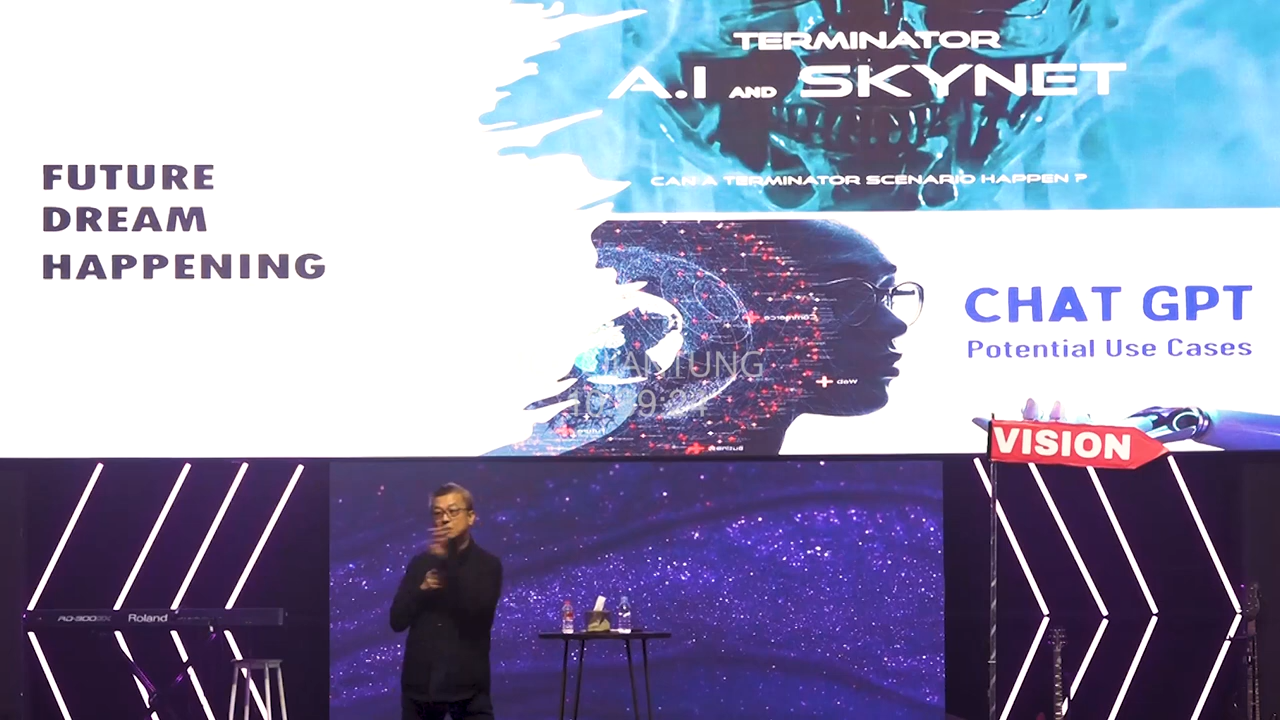 TERMINATOR
A.I AND SKYNET
CAN A TERMINATOR SCENARIO HAPPEN ?
FUTURE
DREAM
HAPPENING
CHAT GPT
Potential Use Cases
VISION
Roland